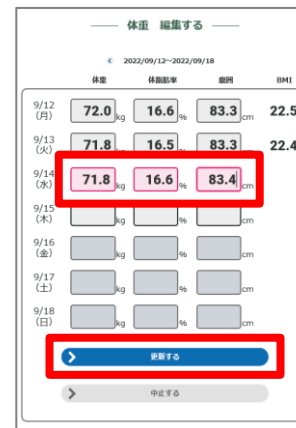 体重 編集する
2022/09/12~2022/09/18
体重 体脂肪率 腹囲 BMI
9/12 72.0 kg 16.6 % 83.3 cm 22.5
(月)
9/13 71.8 kg 16.5 % 83.3 cm 22.4
(火)
9/14 71.8 kg 16.6 % 83.4 cm
(水)
9/15 kg % cm
(木)
9/16 kg % cm
(金)
9/17 kg % cm
(土)
9/18 kg % cm
(日)
更新する
中止する